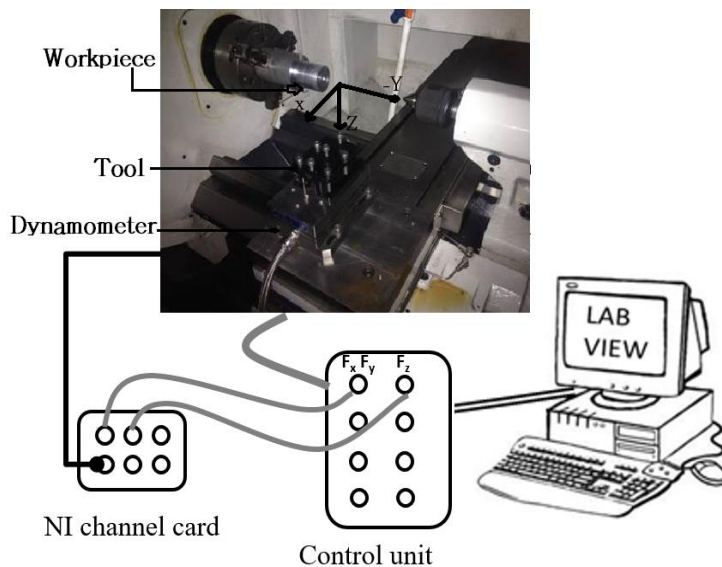 Workpiece
-Y
x
Z
Tool
Dynamometer
LAB
VIEW
Fx Fy
Fz
NI channel card
Control unit